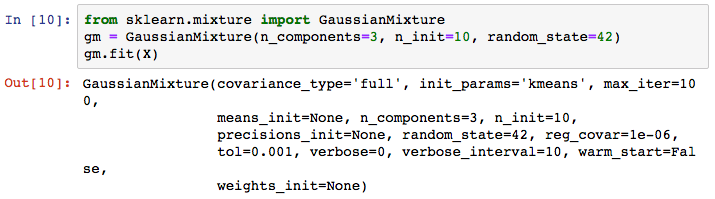 In [10]: from sklearn.mixture import GaussianMixture
gm = GaussianMixture(n_components=3, n_init=10, random_state=42)
gm.fit(X)
Out[10]: GaussianMixture(covariance_type='full', init_params='kmeans', max_iter=10
0,
means_init=None, n_components=3, n_init=10,
precisions_init=None, random_state=42, reg_covar=1e-06,
tol=0.001, verbose=0, verbose_interval=10, warm_start=Fal
se,
weights_init=None)